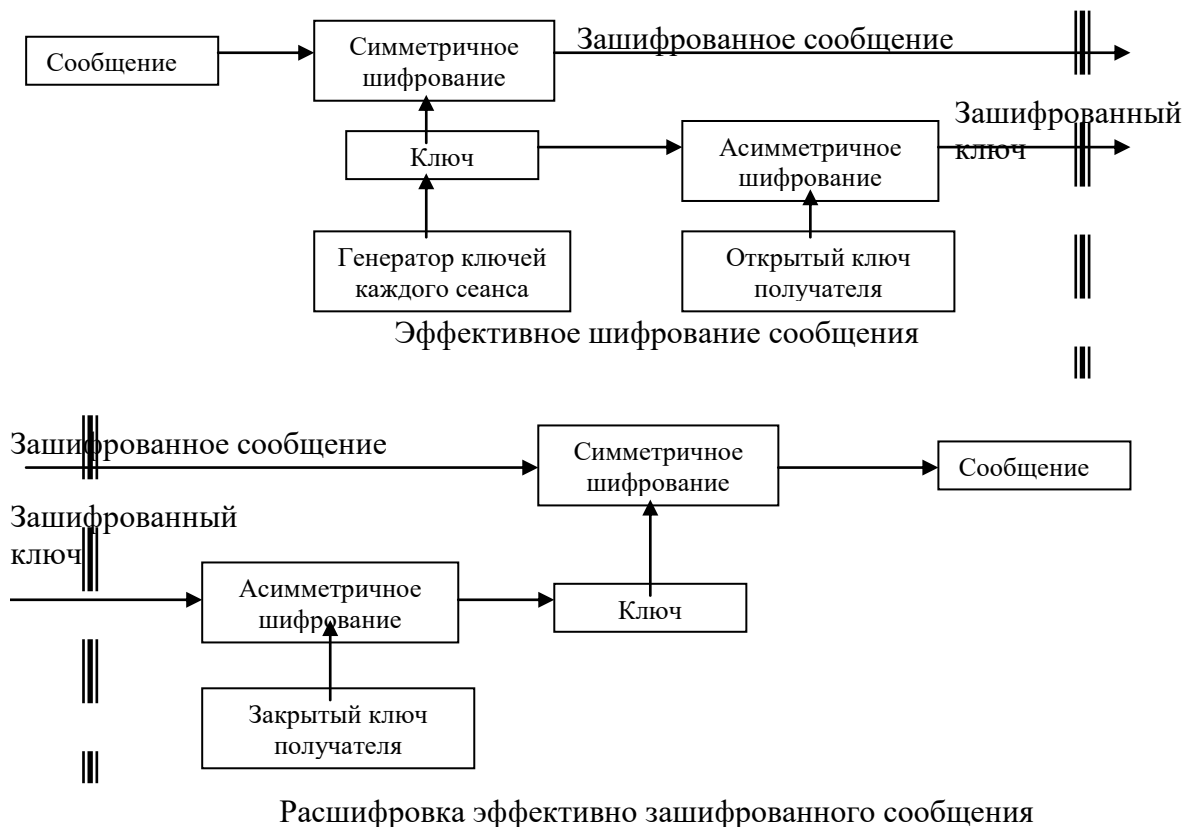 Сообщение
Симметричное
шифрование
Зашифрованное сообщение
Ключ
Асимметричное
шифрование
Зашифрованный
ключ
Генератор ключей
каждого сеанса
Открытый ключ
получателя
Эффективное шифрование сообщения
Зашифрованное сообщение
Симметричное
шифрование
Сообщение
Зашифрованный
ключ
Асимметричное
шифрование
Ключ
Закрытый ключ
получателя
Расшифровка эффективно зашифрованного сообщения